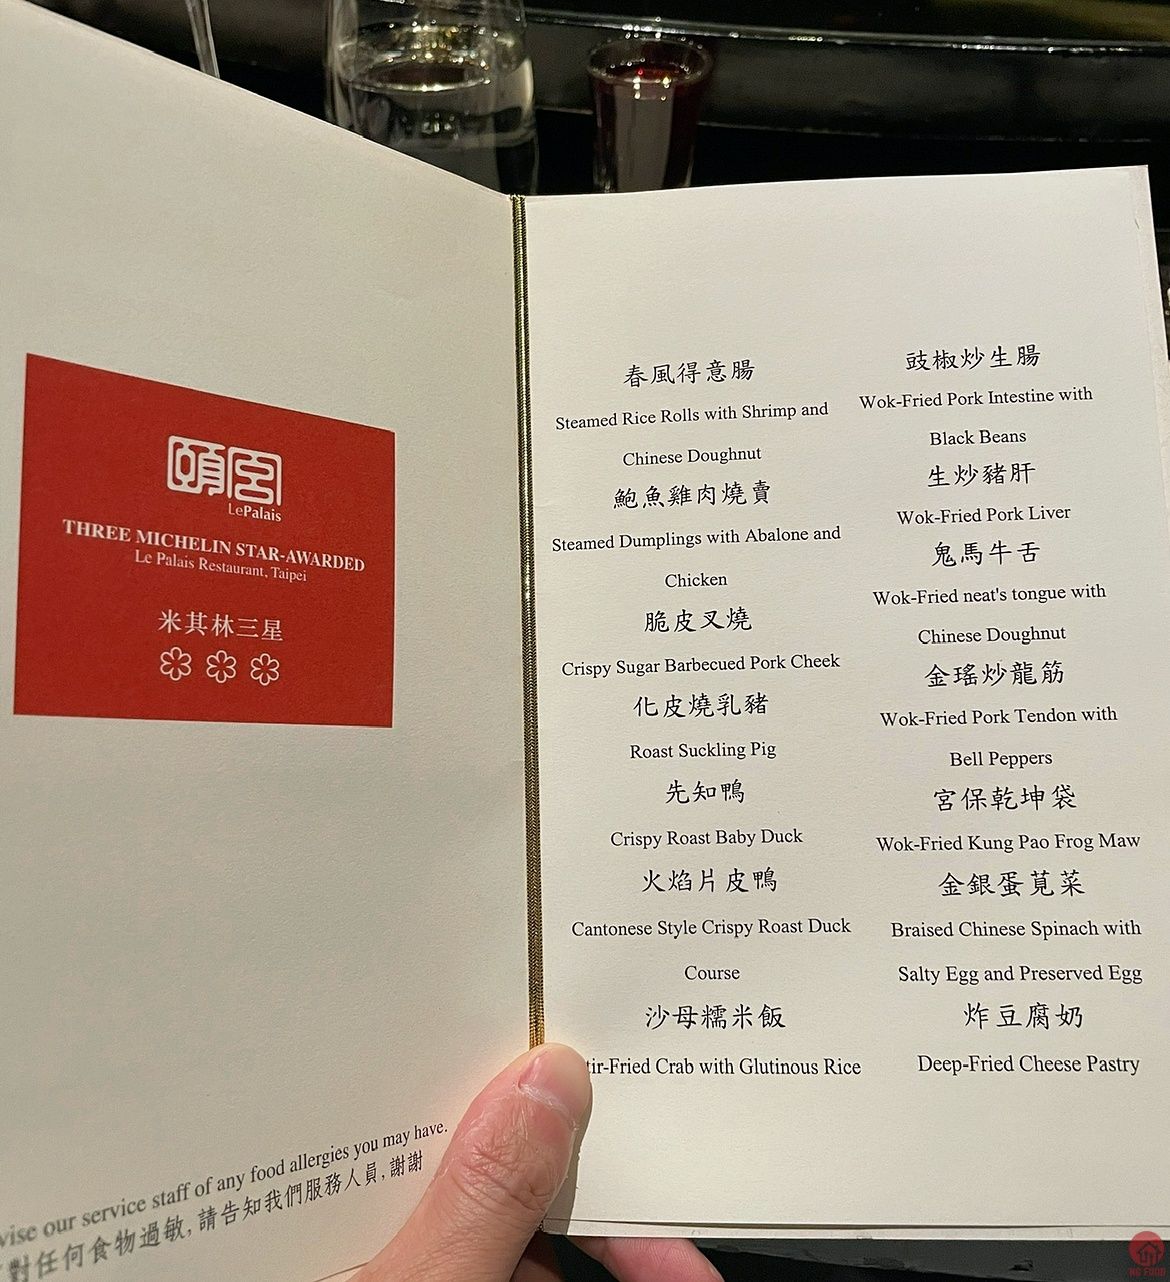 頤宮
LePalais
THREE MICHELIN STAR-AWARDED
Le Palais Restaurant, Taipei
米其林三星
service staff of any food allergies you may have.
對任何食物過敏, 請告知我們服務人員, 謝謝
春風得意腸
Steamed Rice Rolls with Shrimp and
Chinese Doughnut
鮑魚雞肉燒賣
Steamed Dumplings with Abalone and
Chicken
脆皮叉燒
Crispy Sugar Barbecued Pork Cheek
化皮燒乳豬
Roast Suckling Pig
先知鴨
Crispy Roast Baby Duck
火焰片皮鴨
Cantonese Style Crispy Roast Duck
Course
沙母糯米飯
tir-Fried Crab with Glutinous Rice
豉椒炒生腸
Wok-Fried Pork Intestine with
Black Beans
生炒豬肝
Wok-Fried Pork Liver
鬼馬牛舌
Wok-Fried neat's tongue with
Chinese Doughnut
金瑤炒龍筋
Wok-Fried Pork Tendon with
Bell Peppers
宮保乾坤袋
Wok-Fried Kung Pao Frog Maw
金銀蛋莧菜
Braised Chinese Spinach with
Salty Egg and Preserved Egg
炸豆腐奶
Deep-Fried Cheese Pastry